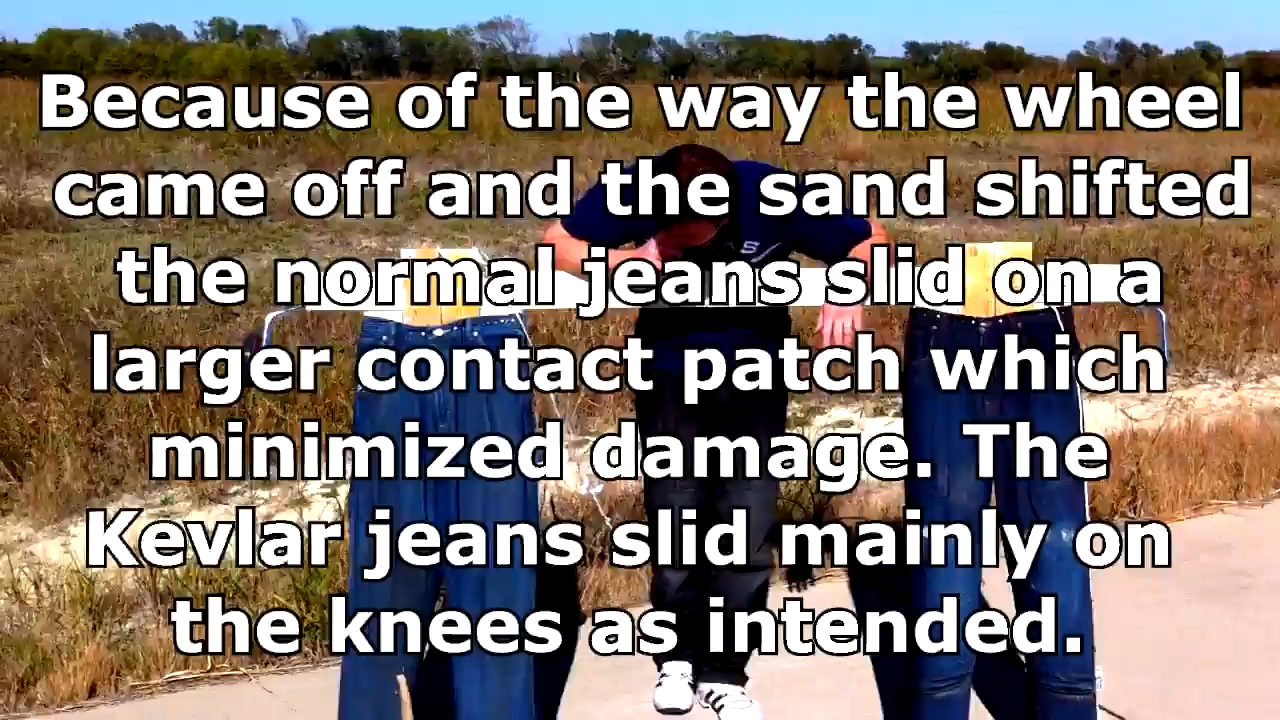 Because of the way the wheel
came off and the sand shifted
the normal jeans slid on a
larger contact patch which
minimized damage. The
Kevlar jeans slid mainly on
the knees as intended.
S